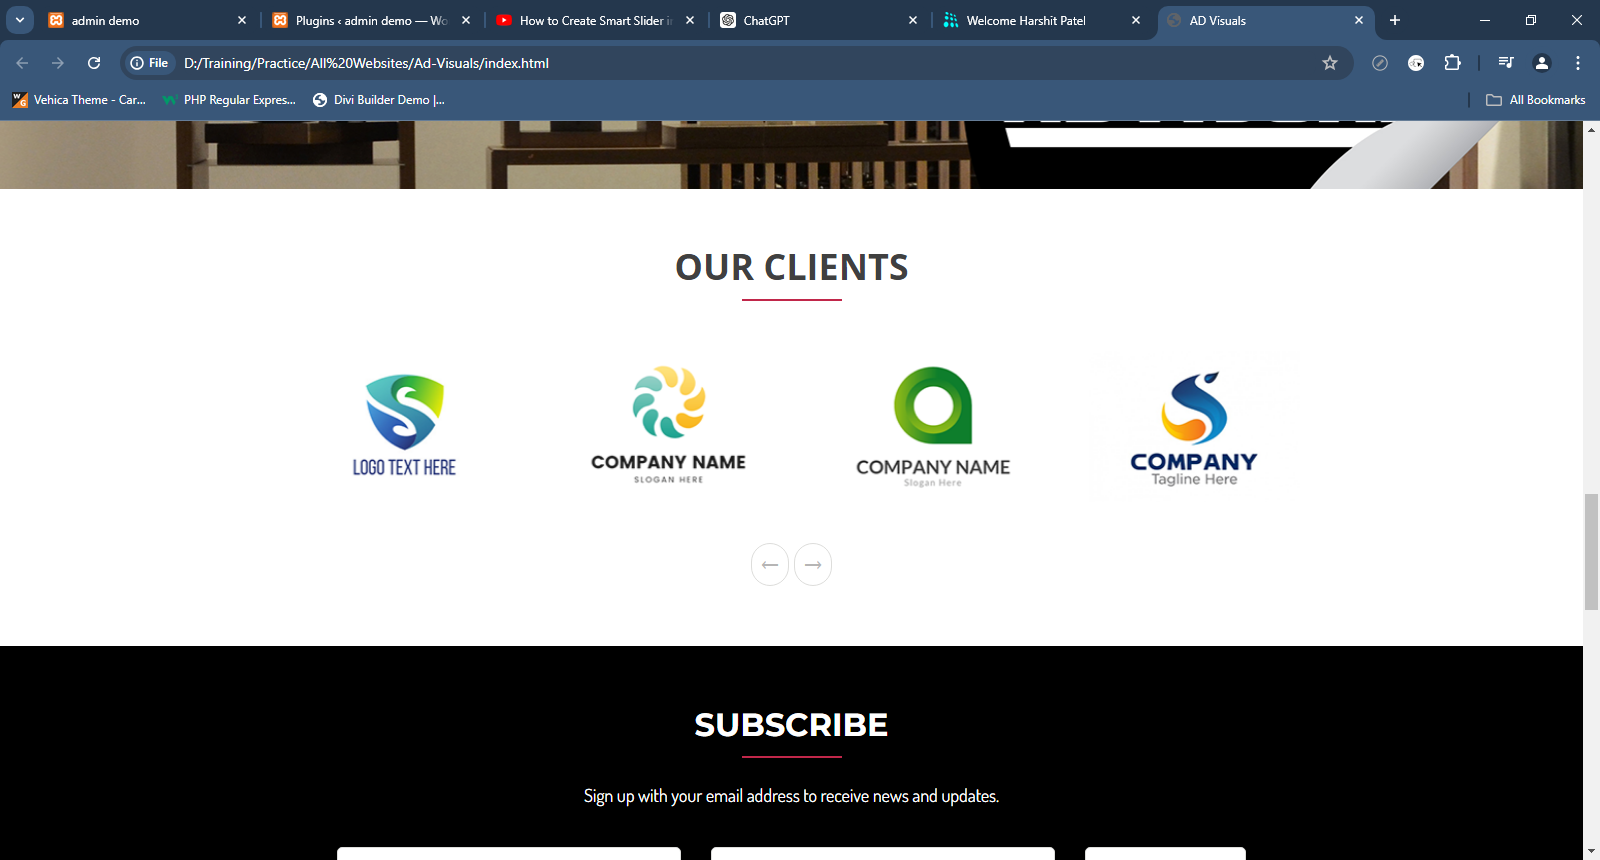 admin demo
Plugins ‹ admin demo — Wo
How to Create Smart Slider in
ChatGPT
Welcome Harshit Patel
AD Visuals
File
D:/Training/Practice/All%20Websites/Ad-Visuals/index.html
Vehica Theme - Car...
PHP Regular Expres...
Divi Builder Demo |...
All Bookmarks
OUR CLIENTS
LOGO TEXT HERE
COMPANY NAME
SLOGAN HERE
COMPANY NAME
Slogan Here
COMPANY
Tagline Here
SUBSCRIBE
Sign up with your email address to receive news and updates.